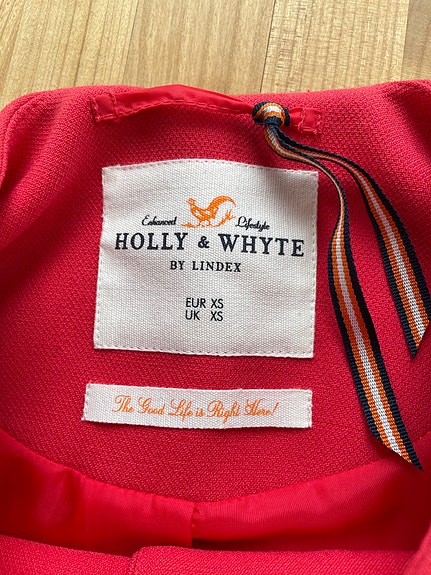 Enhanced Lifestyle
HOLLY & WHYTE
BY LINDEX
EUR XS
UK XS
The Good Life is Right Here!